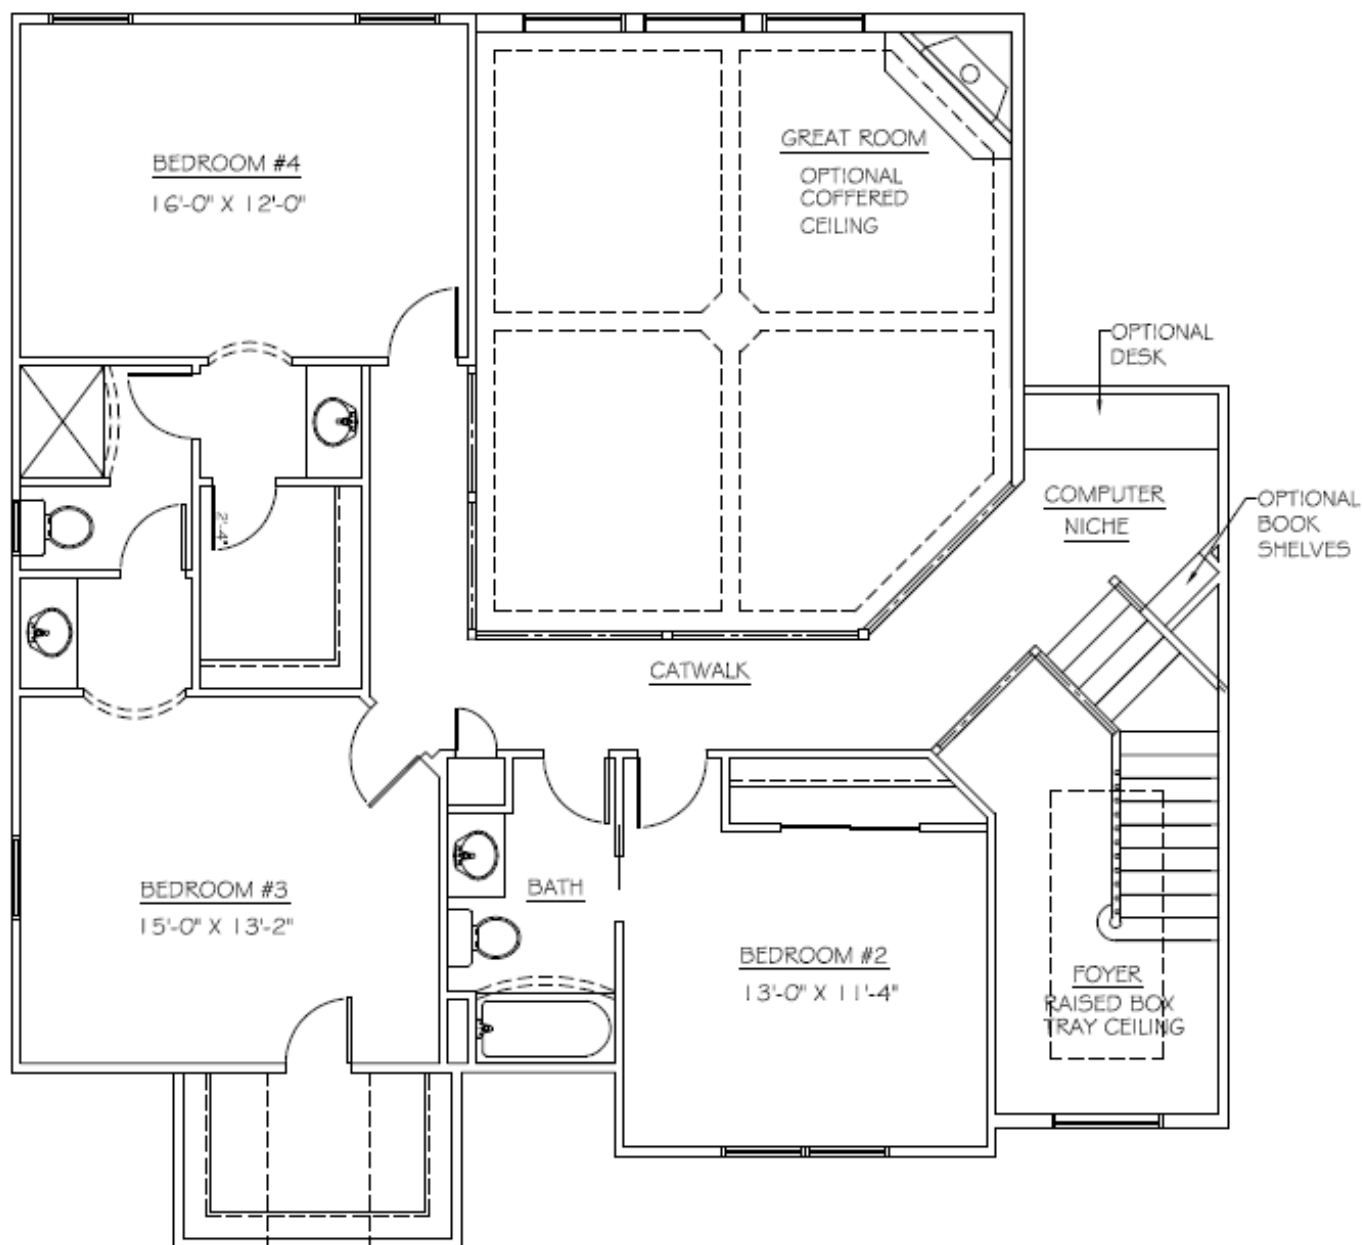 BEDROOM #4
16'-0" X 12'-0"
GREAT ROOM
OPTIONAL
COFFERED
CEILING
OPTIONAL
DESK
COMPUTER
NICHE
OPTIONAL
BOOK
SHELVES
2'-4"
CATWALK
BEDROOM #3
15'-0" X 13'-2"
BATH
BEDROOM #2
13'-0" X 11'-4"
FOYER
RAISED BOX
TRAY CEILING